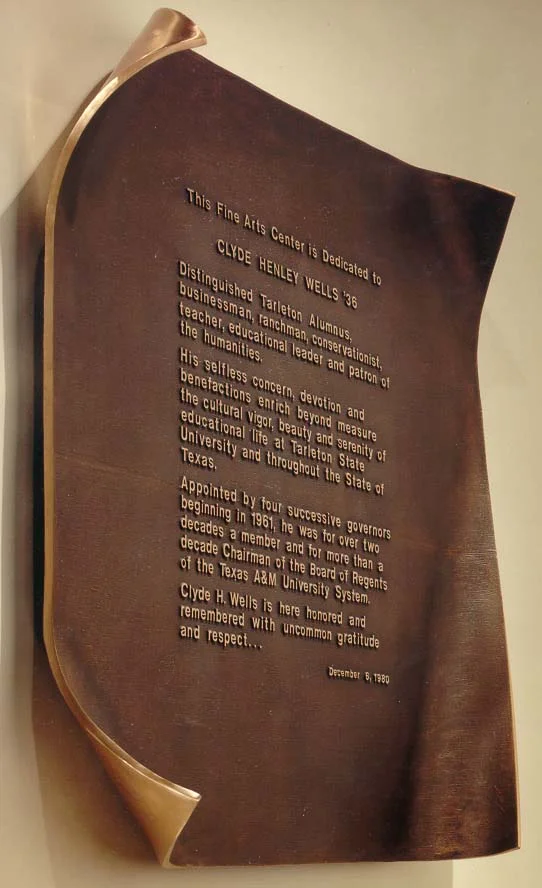 This Fine Arts Center is Dedicated to
CLYDE HENLEY WELLS '36
Distinguished Tarleton Alumnus,
businessman, ranchman, conservationist,
teacher, educational leader and patron of
the humanities.
His selfless concern, devotion and
benefactions enrich beyond measure
the cultural vigor, beauty and serenity of
educational life at Tarleton State
University and throughout the State of
Texas.
Appointed by four successive governors
beginning in 1961, he was for over two
decades a member and for more than a
decade Chairman of the Board of Regents
of the Texas A&M University System.
Clyde H. Wells is here honored and
remembered with uncommon gratitude
and respect...
December 6, 1980